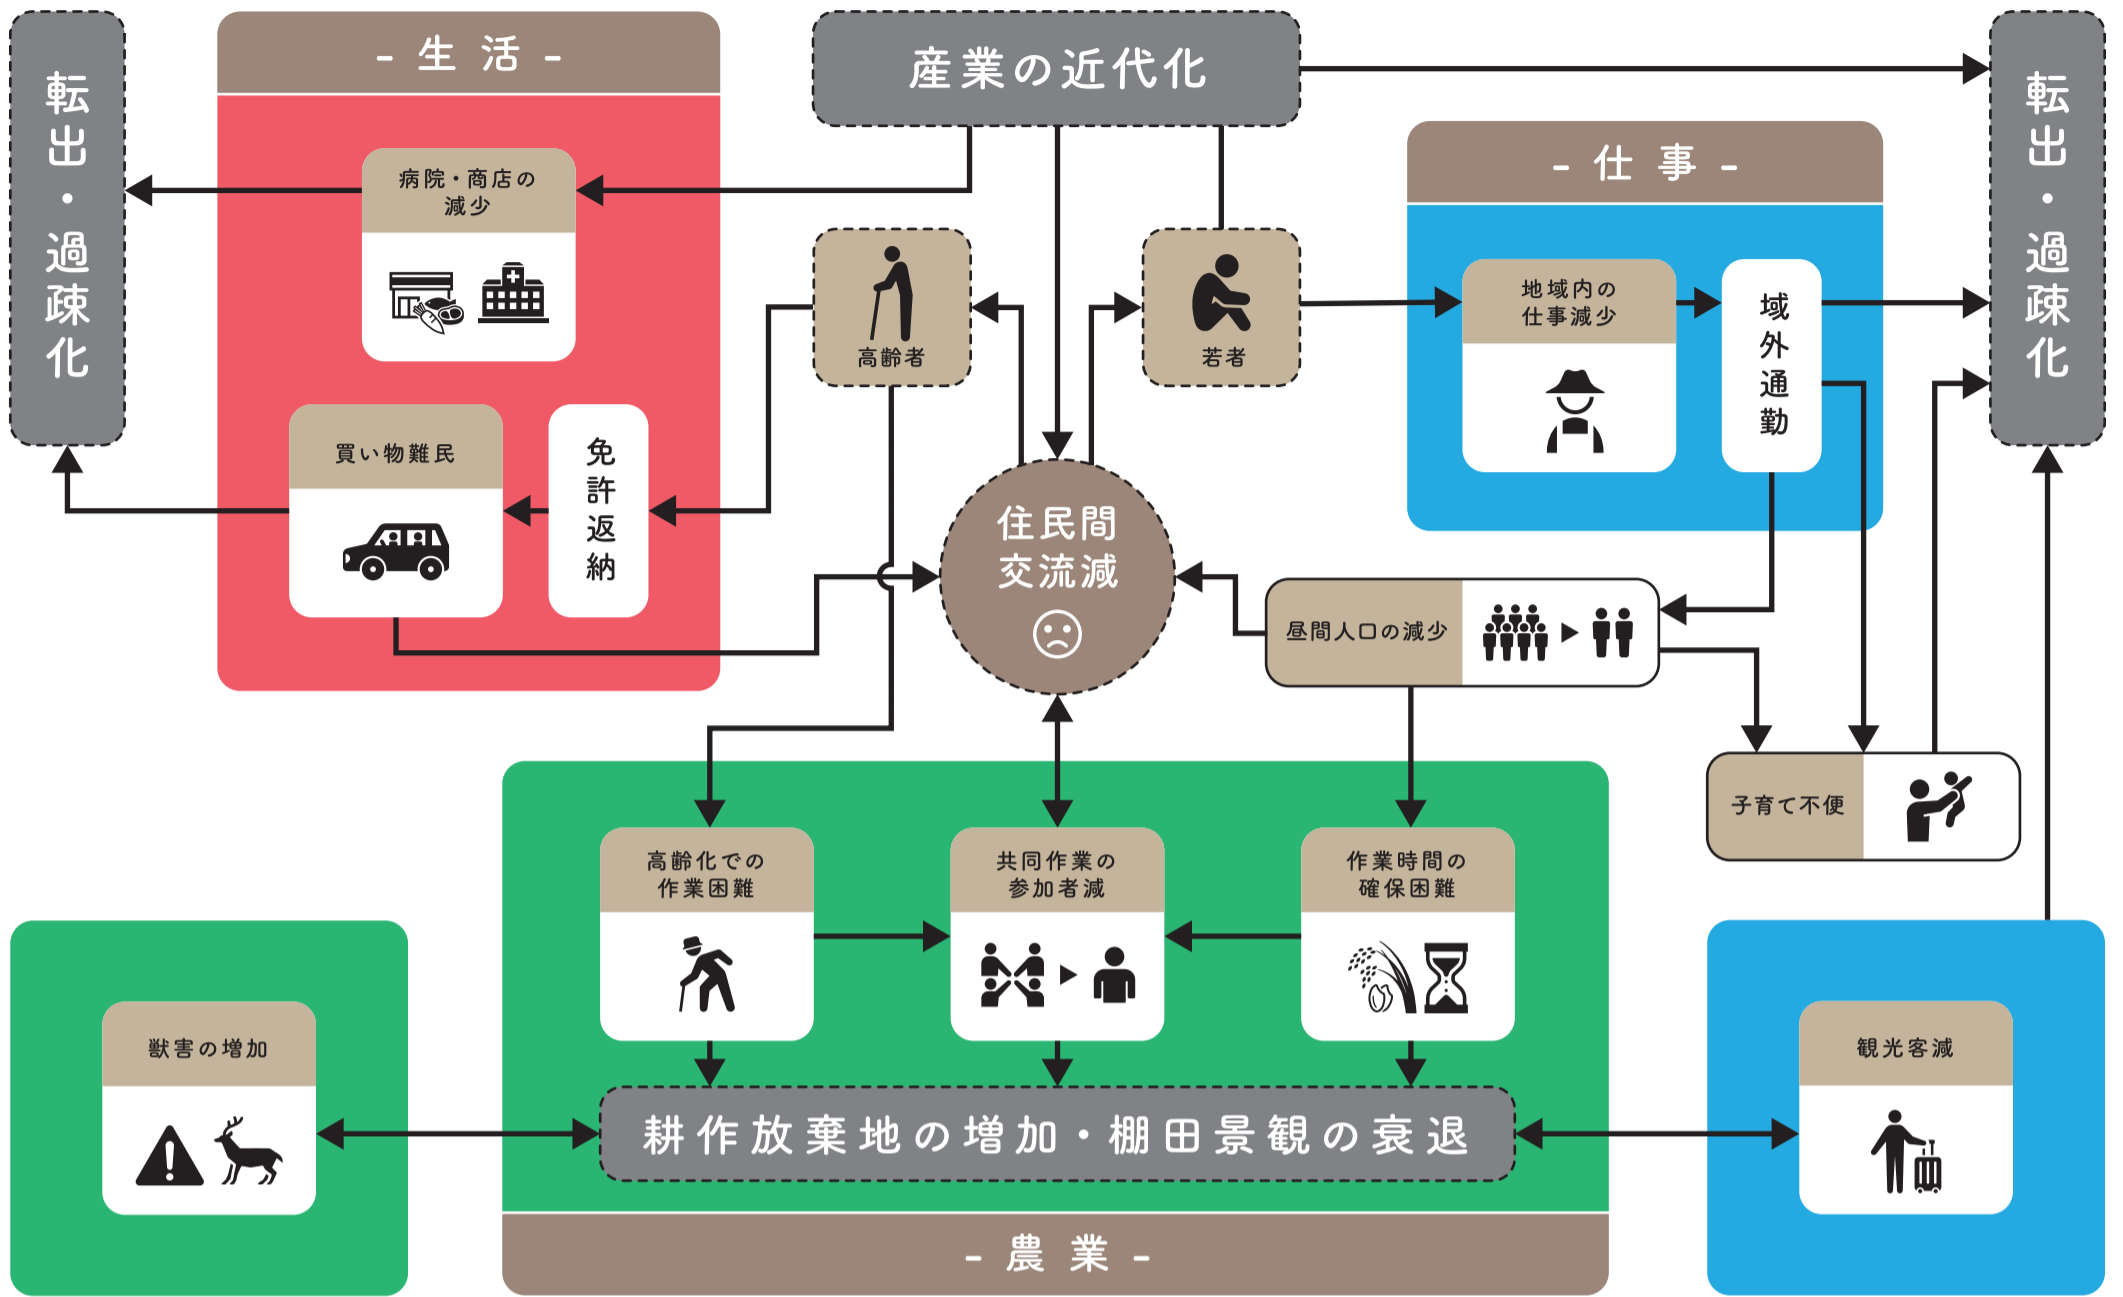 転出・過疎化
- 生 活 -
産業の近代化
転出・過疎化
- 仕 事 -
病院・商店の
減少
高齢者
若者
地域内の
仕事減少
域外通勤
買い物難民
免許返納
住民間
交流減
昼間人口の減少
子育て不便
高齢化での
作業困難
共同作業の
参加者減
作業時間の
確保困難
獣害の増加
観光客減
耕作放棄地の増加・棚田景観の衰退
- 農 業 -